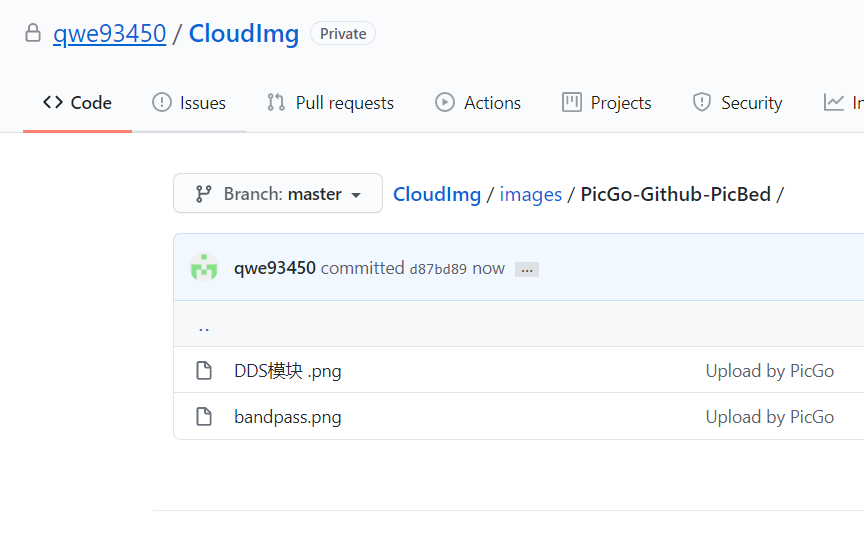 qwe93450 / CloudImg Private
Code Issues Pull requests Actions Projects Security
Branch: master CloudImg / images / PicGo-Github-PicBed /
qwe93450 committed d87bd89 now ...
..
DDS模块 .png Upload by PicGo
bandpass.png Upload by PicGo